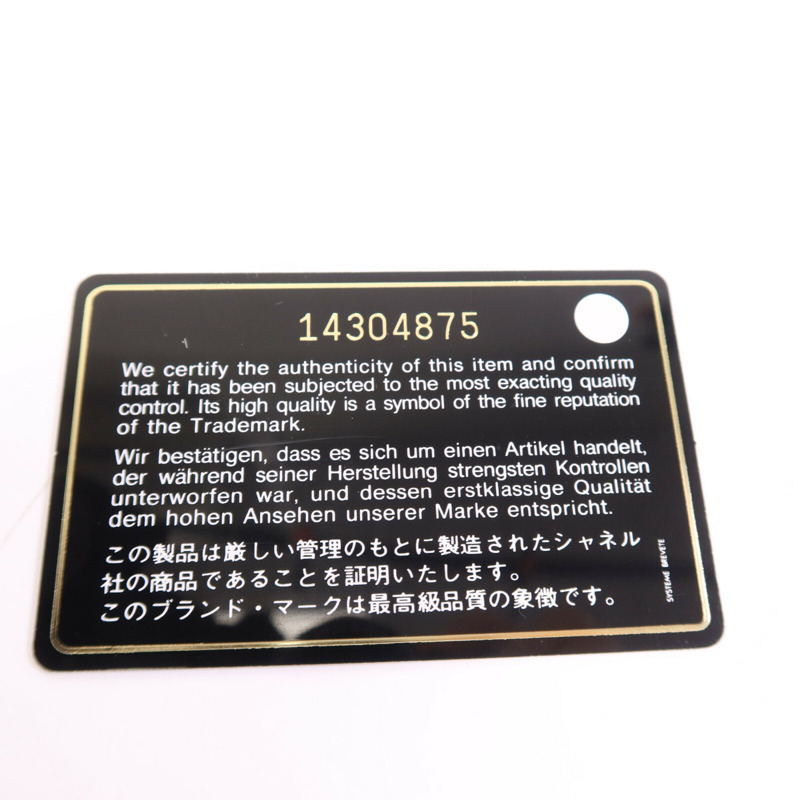 14304875
We certify the authenticity of this item and confirm
that it has been subjected to the most exacting quality
control. Its high quality is a symbol of the fine reputation
of the Trademark.
Wir bestätigen, dass es sich um einen Artikel handelt,
der während seiner Herstellung strengsten Kontrollen
unterworfen war, und dessen erstklassige Qualität
dem hohen Ansehen unserer Marke entspricht.
この製品は厳しい管理のもとに製造されたシャネル
社の商品であることを証明いたします。
このブランド・マークは最高級品質の象徴です。
SYSTEME BREVETE